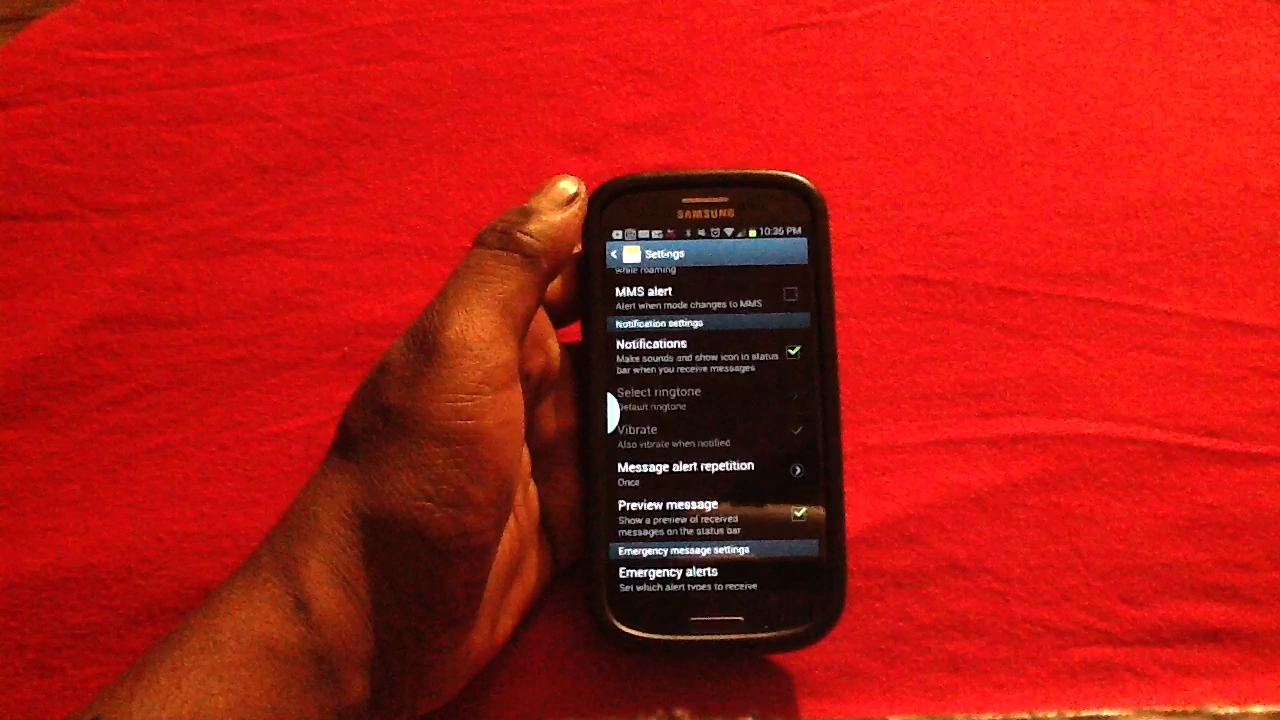 SAMSUNG
10:36 PM
Settings
while roaming
MMS alert
Alert when mode changes to MMS
Notification settings
Notifications
Make sounds and show icon in status
bar when you receive messages
Select ringtone
Default ringtone
Vibrate
Also vibrate when notified
Message alert repetition
Once
Preview message
Show a preview of received
messages on the status bar
Emergency message settings
Emergency alerts
Set which alert types to receive